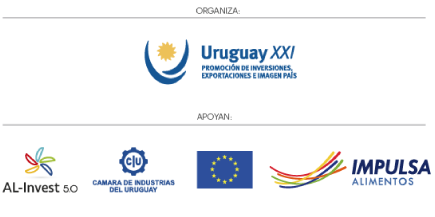 ORGANIZA:
Uruguay XXI
PROMOCIÓN DE INVERSIONES,
EXPORTACIONES E IMAGEN PAÍS
APOYAN:
AL-Invest 5.0
CIU
CAMARA DE INDUSTRIAS
DEL URUGUAY
IMPULSA
ALIMENTOS